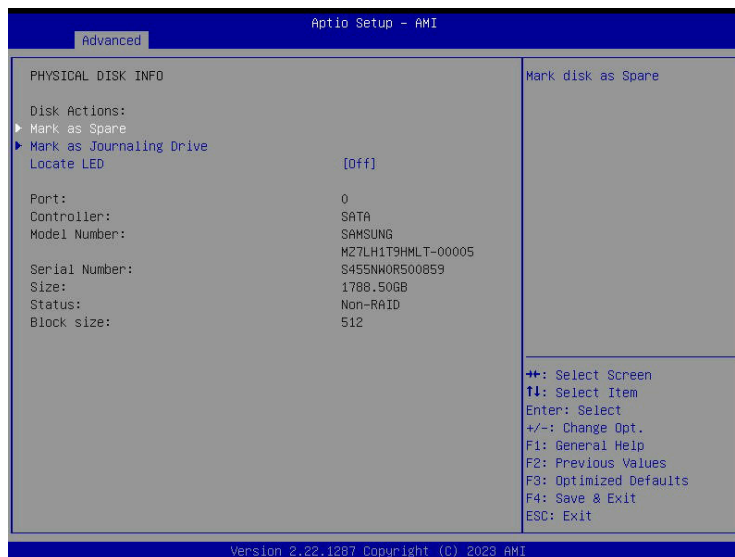 Aptio Setup - AMI
Advanced
PHYSICAL DISK INFO
Mark disk as Spare
Disk Actions:
Mark as Spare
Mark as Journaling Drive
Locate LED [Off]
Port: 0
Controller: SATA
Model Number: SAMSUNG
MZ7LH1T9HMLT-00005
Serial Number: S455NW0R500859
Size: 1788.50GB
Status: Non-RAID
Block size: 512
→←: Select Screen
↑↓: Select Item
Enter: Select
+/-: Change Opt.
F1: General Help
F2: Previous Values
F3: Optimized Defaults
F4: Save & Exit
ESC: Exit
Version 2.22.1287 Copyright (C) 2023 AMI